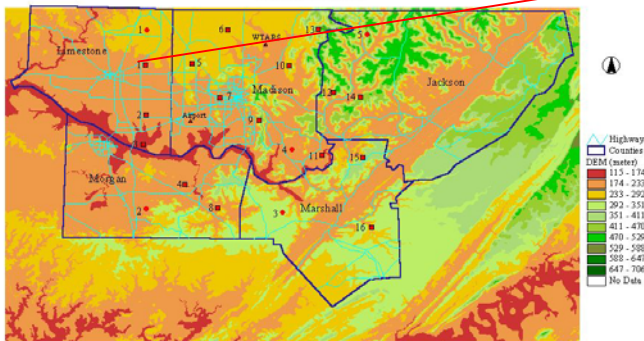 1 6 13 5
WTARS
Limestone
1 5 10
Madison Jackson
7 12 14
2 Airport
9
3 4 11 15
Morgan
4
2 8 3 Marshall
16
Highway
Counties
DEM (meter)
115 - 174
174 - 233
233 - 292
292 - 351
351 - 411
411 - 470
470 - 529
529 - 588
588 - 647
647 - 706
No Data